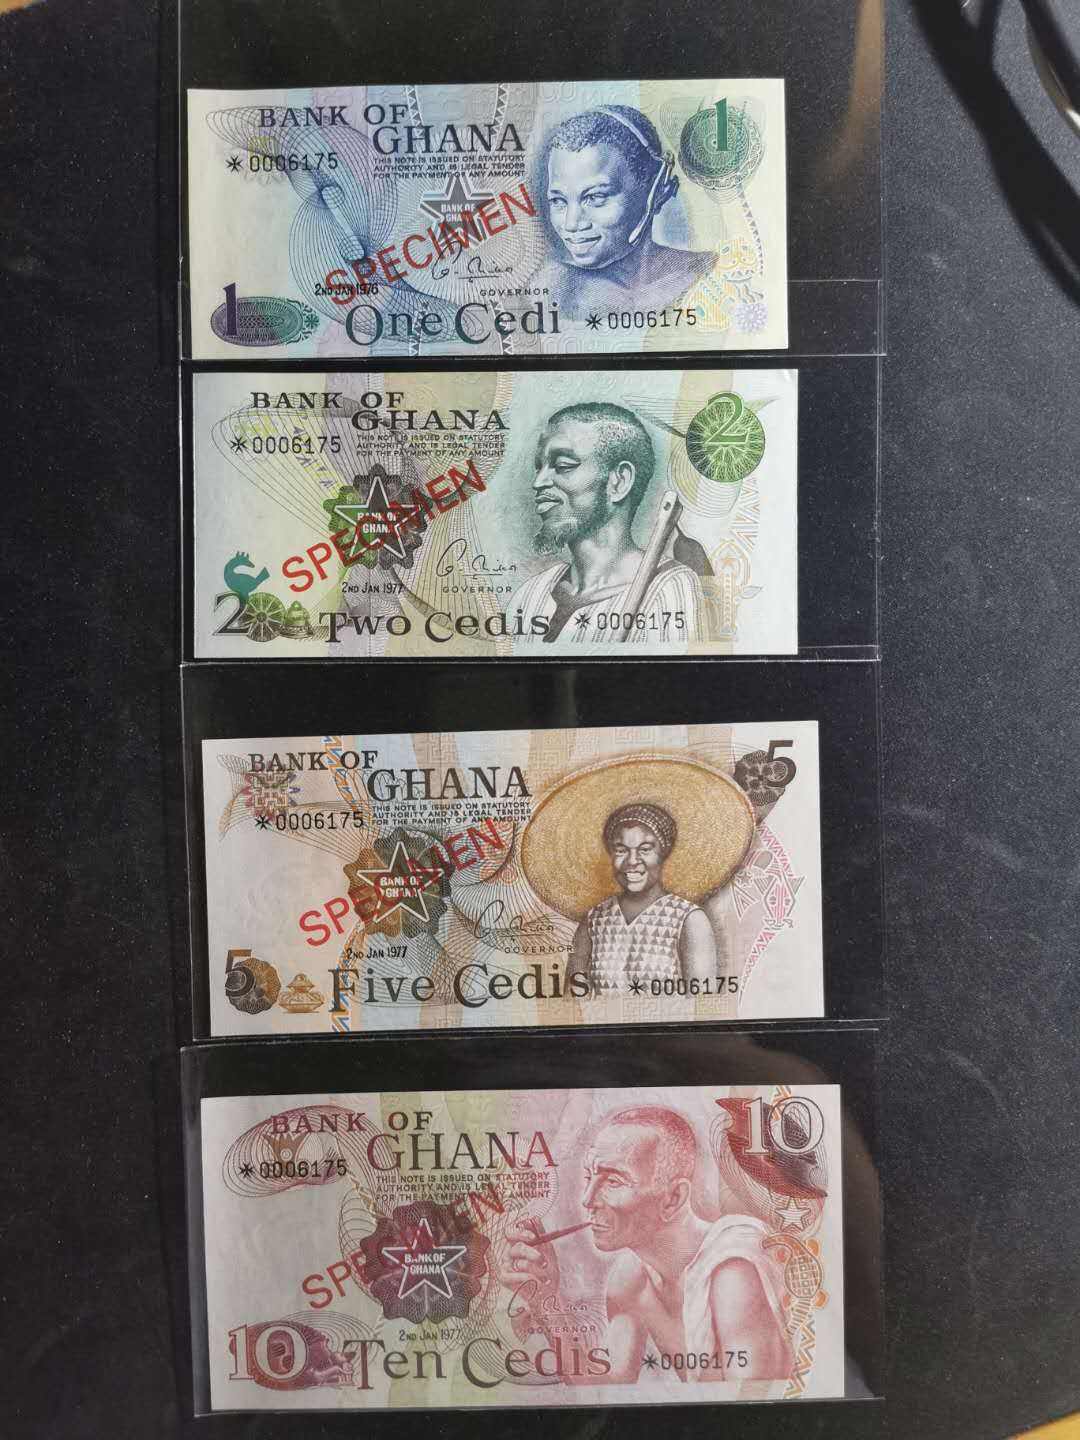 BANK OF
GHANA
1
*0006175
THIS NOTE IS ISSUED ON STATUTORY
AUTHORITY AND IS LEGAL TENDER
FOR THE PAYMENT OF ANY AMOUNT
BANK OF
GHANA
SPECIMEN
2ND JAN 1976
GOVERNOR
1
One Cedi
*0006175
BANK OF
GHANA
2
*0006175
THIS NOTE IS ISSUED ON STATUTORY
AUTHORITY AND IS LEGAL TENDER
FOR THE PAYMENT OF ANY AMOUNT
BANK OF
GHANA
SPECIMEN
2ND JAN 1977
GOVERNOR
2
Two Cedis
*0006175
BANK OF
GHANA
5
*0006175
THIS NOTE IS ISSUED ON STATUTORY
AUTHORITY AND IS LEGAL TENDER
FOR THE PAYMENT OF ANY AMOUNT
BANK OF
GHANA
SPECIMEN
2ND JAN 1977
GOVERNOR
5
Five Cedis
*0006175
BANK OF
GHANA
10
*0006175
THIS NOTE IS ISSUED ON STATUTORY
AUTHORITY AND IS LEGAL TENDER
FOR THE PAYMENT OF ANY AMOUNT
BANK OF
GHANA
SPECIMEN
2ND JAN 1977
GOVERNOR
10
Ten Cedis
*0006175